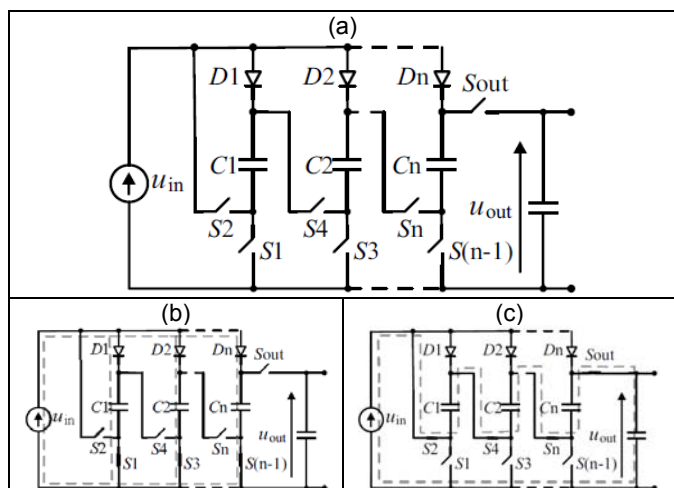 (a)
D1 D2 Dn Sout
C1 C2 Cn
uin uout
S2 S4 Sn
S1 S3 S(n-1)
(b)
D1 D2 Dn Sout
C1 C2 Cn
uin uout
S2 S4 Sn
S1 S3 S(n-1)
(c)
D1 D2 Dn Sout
C1 C2 Cn
uin uout
S2 S4 Sn
S1 S3 S(n-1)